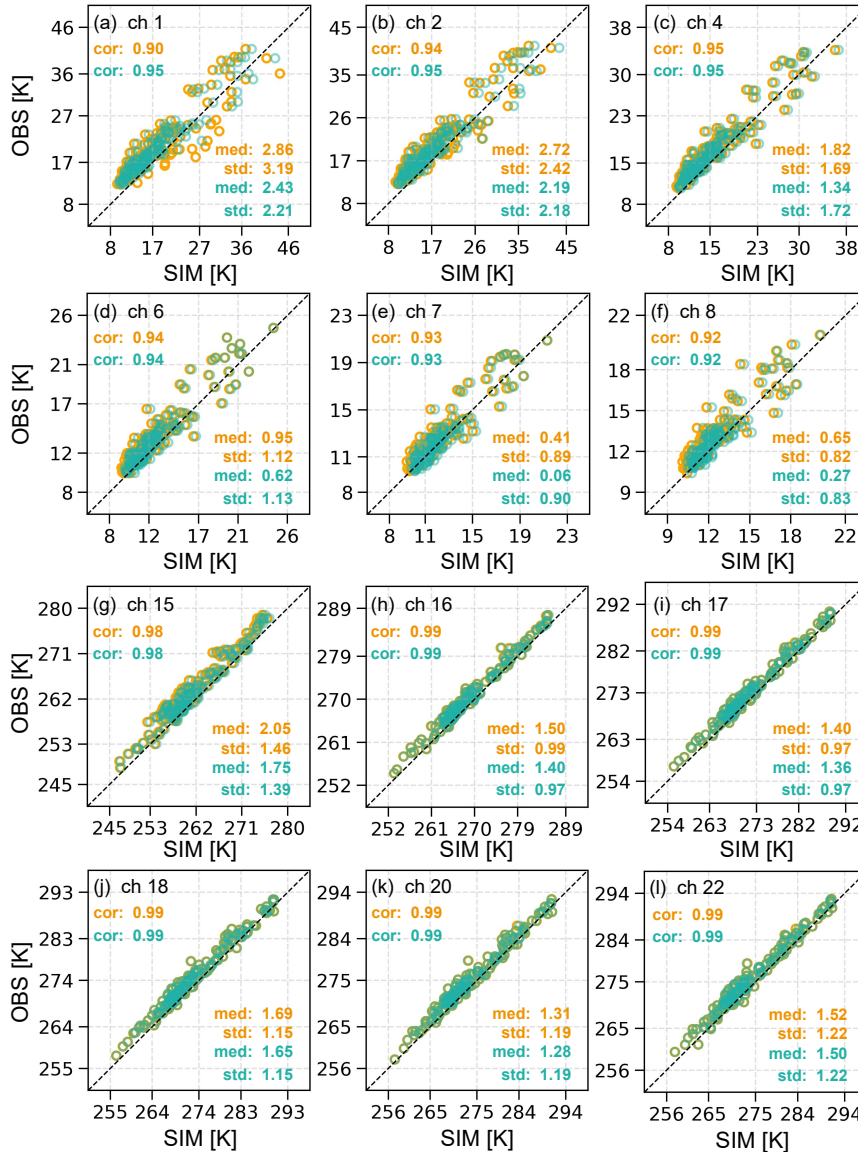 (a) ch 1
cor: 0.90
cor: 0.95
med: 2.86
std: 3.19
med: 2.43
std: 2.21
46
36
27
17
8
8 17 27 36 46
OBS [K]
SIM [K]
(b) ch 2
cor: 0.94
cor: 0.95
med: 2.72
std: 2.42
med: 2.19
std: 2.18
45
35
26
17
8
8 17 26 35 45
SIM [K]
(c) ch 4
cor: 0.95
cor: 0.95
med: 1.82
std: 1.69
med: 1.34
std: 1.72
38
30
23
15
8
8 15 23 30 38
SIM [K]
(d) ch 6
cor: 0.94
cor: 0.94
med: 0.95
std: 1.12
med: 0.62
std: 1.13
26
21
17
12
8
8 12 17 21 26
OBS [K]
SIM [K]
(e) ch 7
cor: 0.93
cor: 0.93
med: 0.41
std: 0.89
med: 0.06
std: 0.90
23
19
15
11
8
8 11 15 19 23
SIM [K]
(f) ch 8
cor: 0.92
cor: 0.92
med: 0.65
std: 0.82
med: 0.27
std: 0.83
22
18
15
12
9
9 12 15 18 22
SIM [K]
(g) ch 15
cor: 0.98
cor: 0.98
med: 2.05
std: 1.46
med: 1.75
std: 1.39
280
271
262
253
245
245 253 262 271 280
OBS [K]
SIM [K]
(h) ch 16
cor: 0.99
cor: 0.99
med: 1.50
std: 0.99
med: 1.40
std: 0.97
289
279
270
261
252
252 261 270 279 289
SIM [K]
(i) ch 17
cor: 0.99
cor: 0.99
med: 1.40
std: 0.97
med: 1.36
std: 0.97
292
282
273
263
254
254 263 273 282 292
SIM [K]
(j) ch 18
cor: 0.99
cor: 0.99
med: 1.69
std: 1.15
med: 1.65
std: 1.15
293
283
274
264
255
255 264 274 283 293
OBS [K]
SIM [K]
(k) ch 20
cor: 0.99
cor: 0.99
med: 1.31
std: 1.19
med: 1.28
std: 1.19
294
284
275
265
256
256 265 275 284 294
SIM [K]
(l) ch 22
cor: 0.99
cor: 0.99
med: 1.52
std: 1.22
med: 1.50
std: 1.22
294
284
275
265
256
256 265 275 284 294
SIM [K]